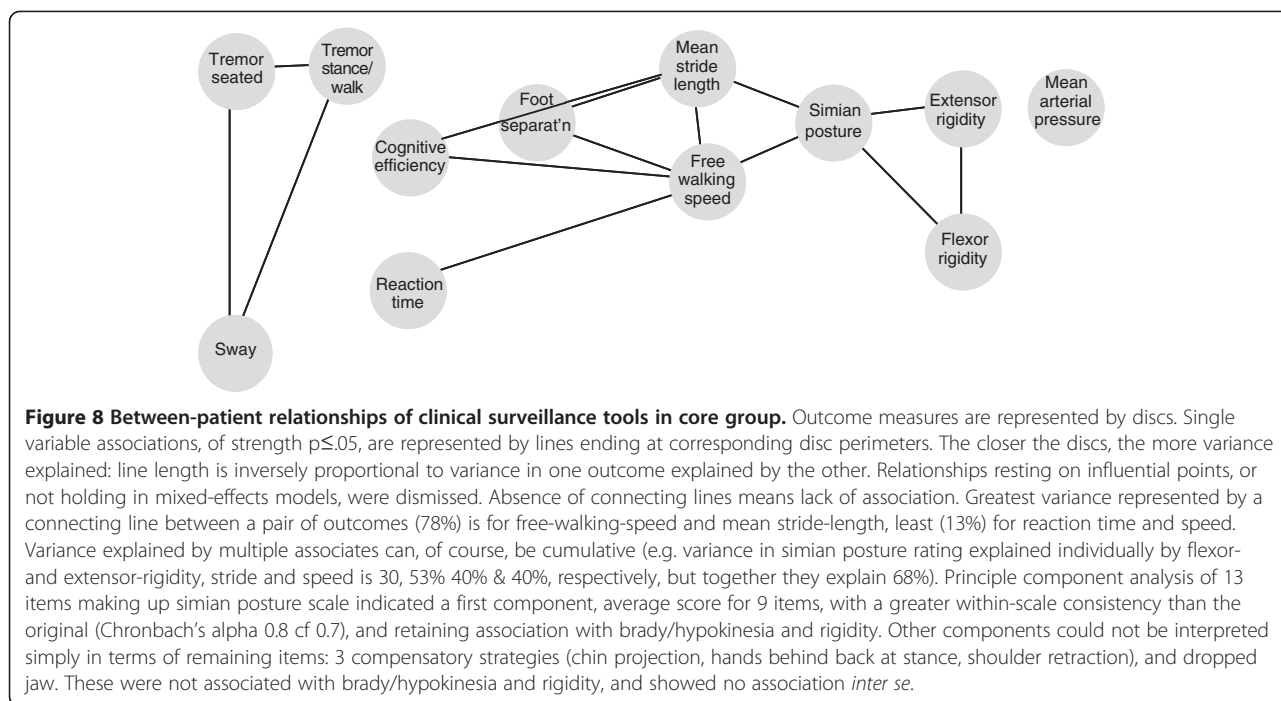 Tremor
seated
Tremor
stance/
walk
Sway
Cognitive
efficiency
Foot
separat'n
Mean
stride
length
Free
walking
speed
Reaction
time
Simian
posture
Extensor
rigidity
Flexor
rigidity
Mean
arterial
pressure
Figure 8 Between-patient relationships of clinical surveillance tools in core group. Outcome measures are represented by discs. Single
variable associations, of strength p≤.05, are represented by lines ending at corresponding disc perimeters. The closer the discs, the more variance
explained: line length is inversely proportional to variance in one outcome explained by the other. Relationships resting on influential points, or
not holding in mixed-effects models, were dismissed. Absence of connecting lines means lack of association. Greatest variance represented by a
connecting line between a pair of outcomes (78%) is for free-walking-speed and mean stride-length, least (13%) for reaction time and speed.
Variance explained by multiple associates can, of course, be cumulative (e.g. variance in simian posture rating explained individually by flexor-
and extensor-rigidity, stride and speed is 30, 53% 40% & 40%, respectively, but together they explain 68%). Principle component analysis of 13
items making up simian posture scale indicated a first component, average score for 9 items, with a greater within-scale consistency than the
original (Chronbach's alpha 0.8 cf 0.7), and retaining association with brady/hypokinesia and rigidity. Other components could not be interpreted
simply in terms of remaining items: 3 compensatory strategies (chin projection, hands behind back at stance, shoulder retraction), and dropped
jaw. These were not associated with brady/hypokinesia and rigidity, and showed no association inter se.